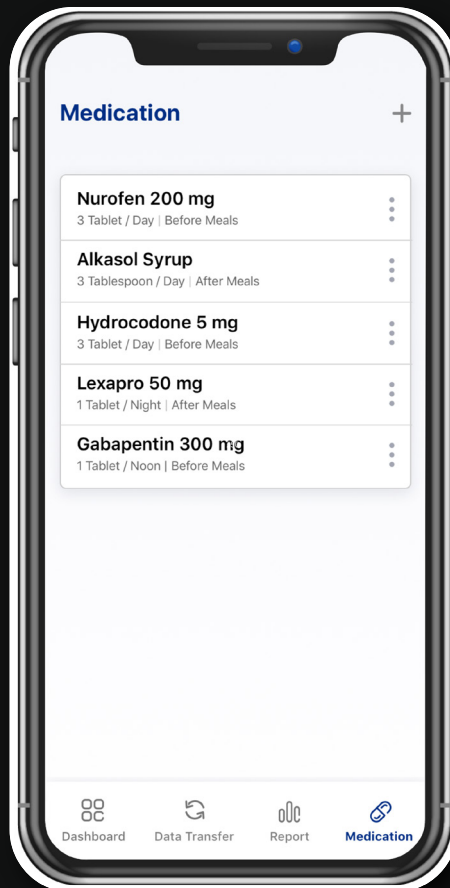 Medication
Nurofen 200 mg
3 Tablet / Day | Before Meals
Alkasol Syrup
3 Tablespoon / Day | After Meals
Hydrocodone 5 mg
3 Tablet / Day | Before Meals
Lexapro 50 mg
1 Tablet / Night | After Meals
Gabapentin 300 mg
1 Tablet / Noon | Before Meals
Dashboard Data Transfer Report Medication